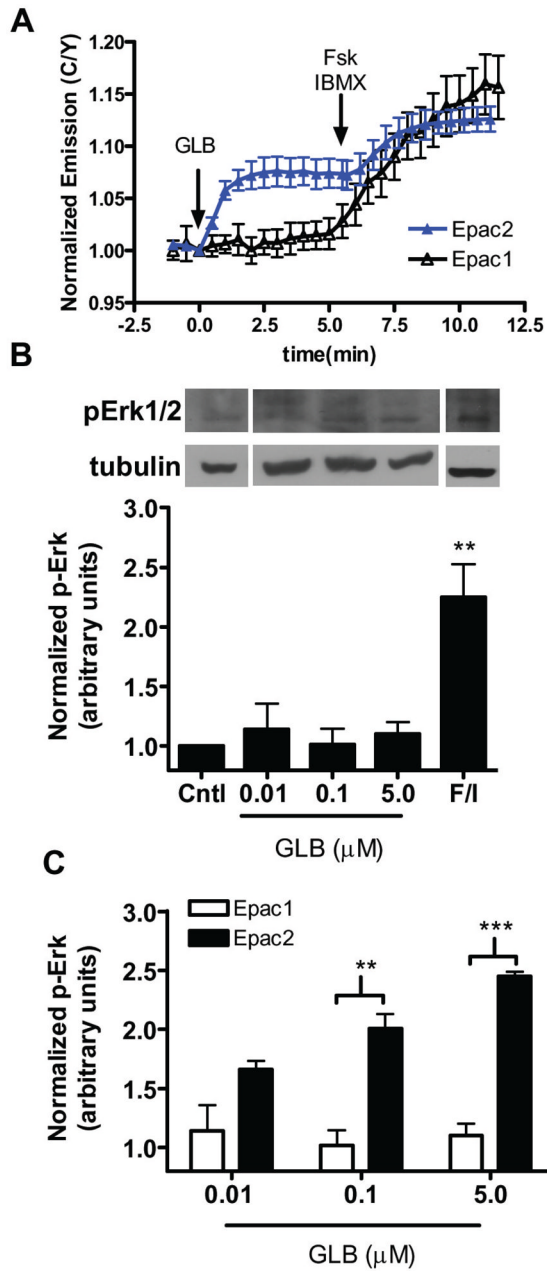 A
Normalized Emission (C/Y)
1.20
1.15
1.10
1.05
1.00
0.95
GLB
Fsk
IBMX
Epac2
Epac1
-2.5 0.0 2.5 5.0 7.5 10.0 12.5
time(min)
B
pErk1/2
tubulin
Normalized p-Erk
(arbitrary units)
3.0
2.5
2.0
1.5
1.0
**
Cntl 0.01 0.1 5.0 F/I
GLB (μM)
C
Normalized p-Erk
(arbitrary units)
3.0
2.5
2.0
1.5
1.0
Epac1
Epac2
**
***
0.01 0.1 5.0
GLB (μM)